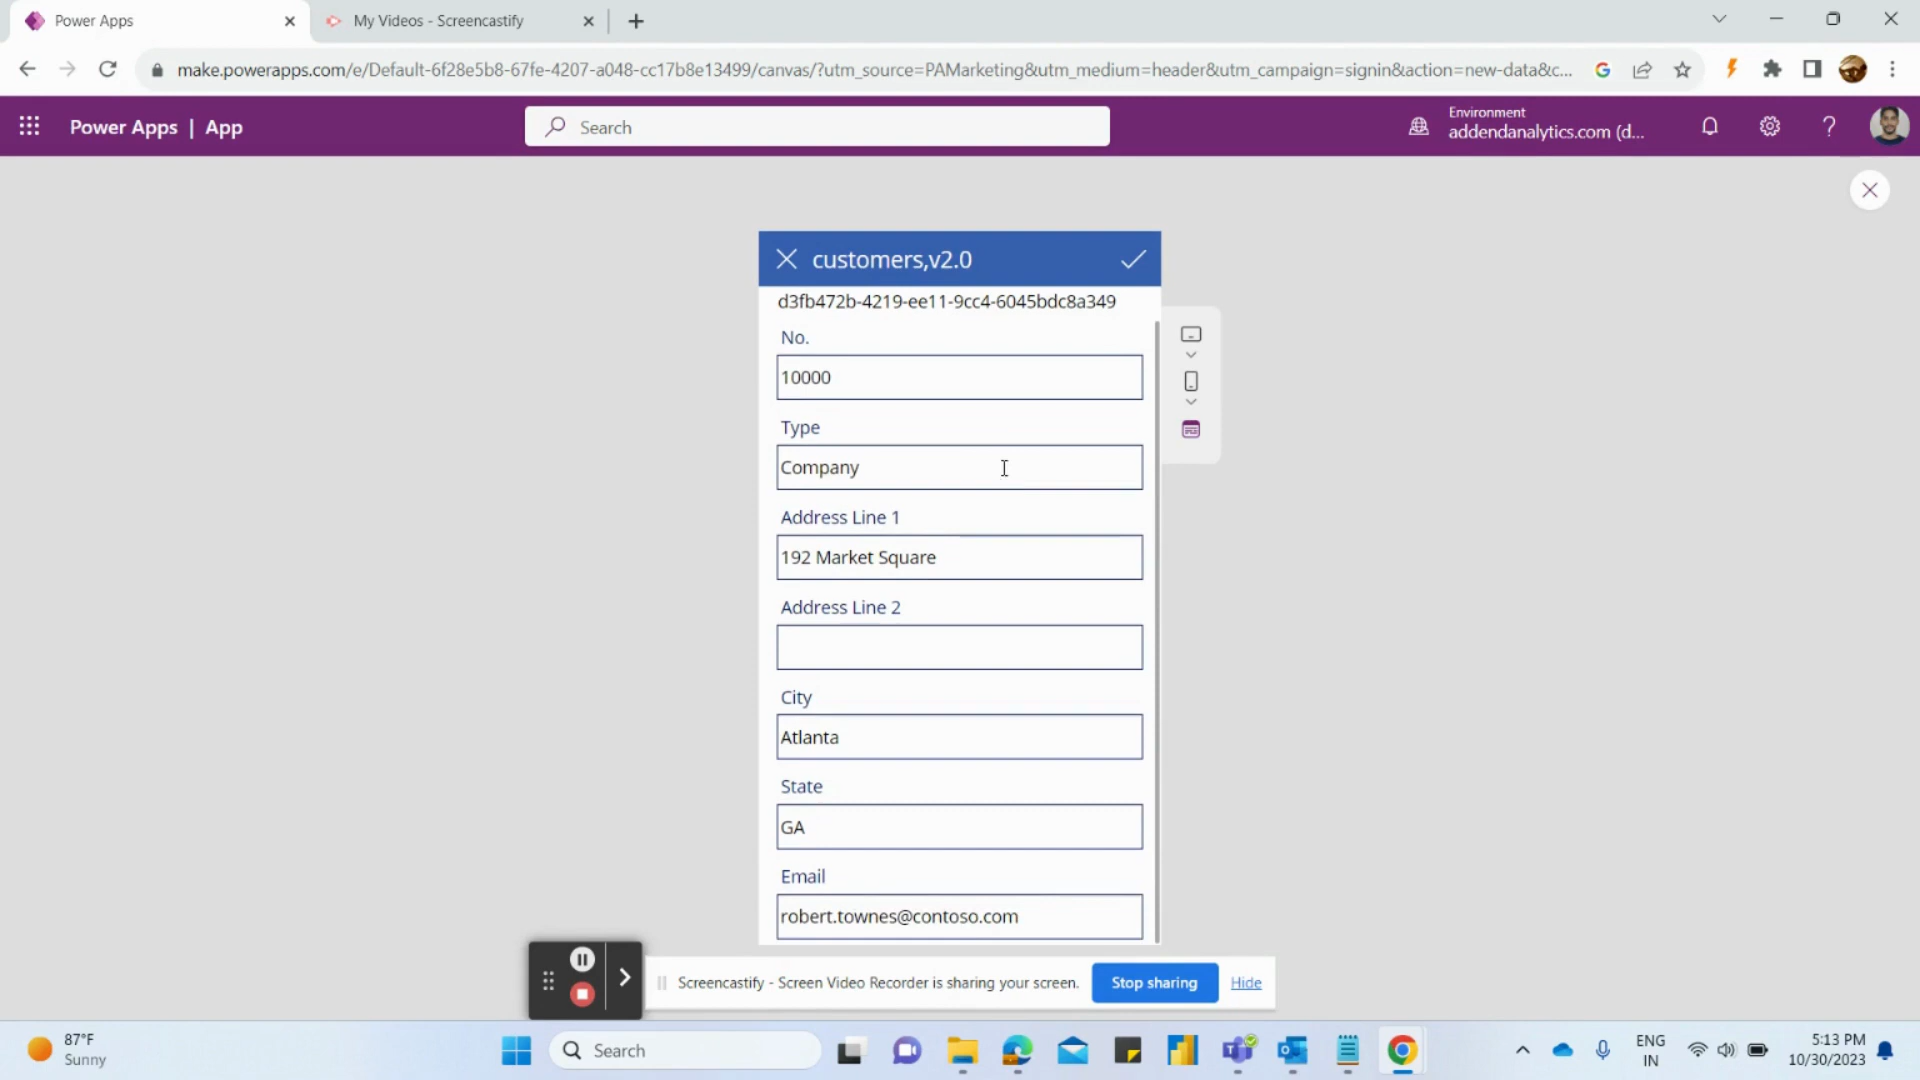 Power Apps
My Videos - Screencastify
make.powerapps.com/e/Default-6f28e5b8-67fe-4207-a048-cc17b8e13499/canvas/?utm_source=PAMarketing&utm_medium=header&utm_campaign=signin&action=new-data&c...
Power Apps | App
Search
Environment
addendanalytics.com (d...
customers,v2.0
d3fb472b-4219-ee11-9cc4-6045bdc8a349
No.
10000
Type
Company
Address Line 1
192 Market Square
Address Line 2
City
Atlanta
State
GA
Email
robert.townes@contoso.com
Screencastify - Screen Video Recorder is sharing your screen.
Stop sharing
Hide
87°F
Sunny
Search
ENG
IN
5:13 PM
10/30/2023